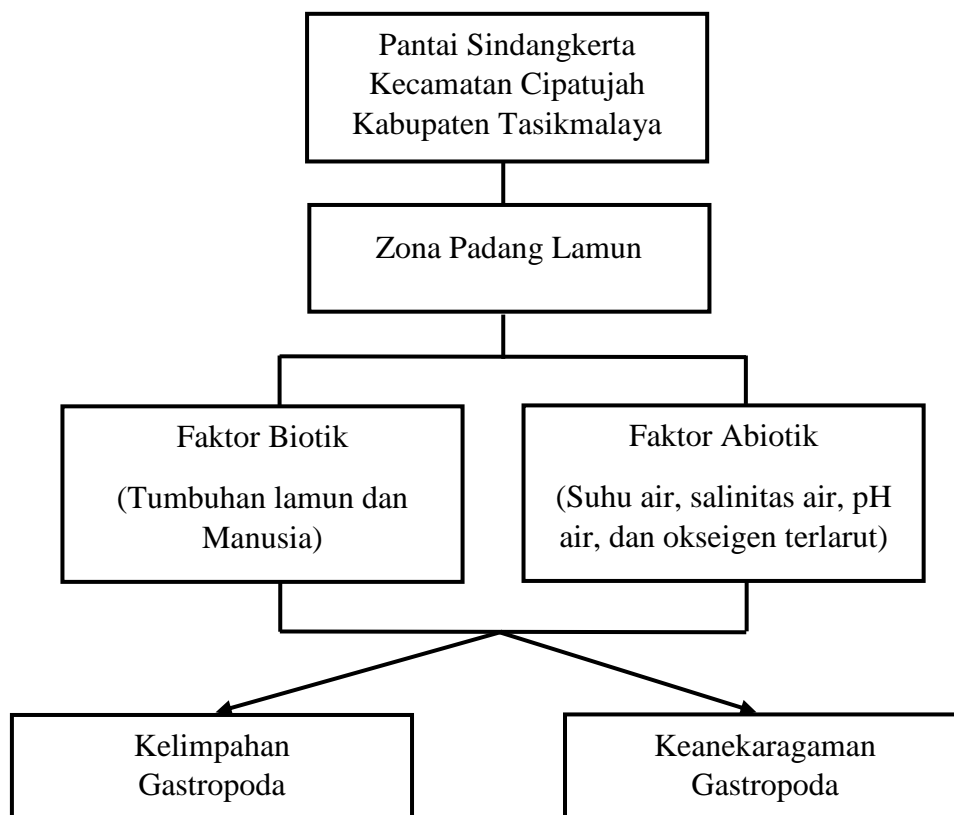 Pantai Sindangkerta
Kecamatan Cipatujah
Kabupaten Tasikmalaya
Zona Padang Lamun
Faktor Biotik
(Tumbuhan lamun dan
Manusia)
Faktor Abiotik
(Suhu air, salinitas air, pH
air, dan okseigen terlarut)
Kelimpahan
Gastropoda
Keanekaragaman
Gastropoda